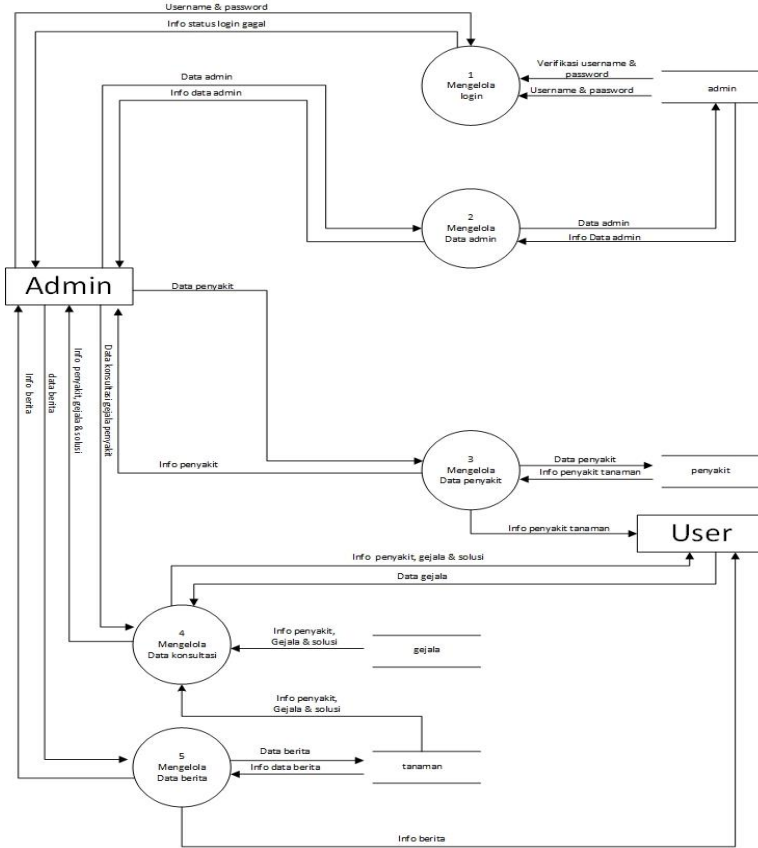 Username & password
Info status login gagal
1
Mengelola
login
Verifikasi username &
password
Username & paasword
admin
Data admin
Info data admin
2
Mengelola
Data admin
Data admin
Info Data admin
Admin
Data penyakit
Info berita
data berita
Info penyakit, gejala & solusi
Data konsultasi gejala penyakit
Info penyakit
3
Mengelola
Data penyakit
Data penyakit
Info penyakit tanaman
penyakit
Info penyakit tanaman
User
Info penyakit, gejala & solusi
Data gejala
4
Mengelola
Data konsultasi
Info penyakit,
Gejala & solusi
gejala
Info penyakit,
Gejala & solusi
5
Mengelola
Data berita
Data berita
Info data berita
tanaman
Info berita